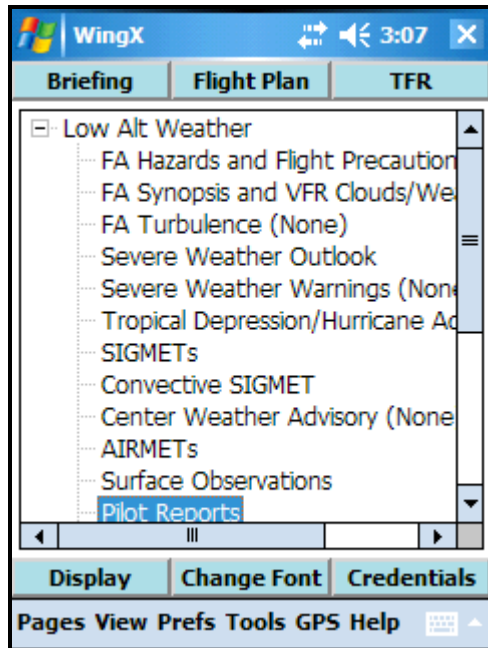 WingX 3:07
Briefing Flight Plan TFR
Low Alt Weather
FA Hazards and Flight Precaution
FA Synopsis and VFR Clouds/We
FA Turbulence (None)
Severe Weather Outlook
Severe Weather Warnings (None
Tropical Depression/Hurricane Ad
SIGMETs
Convective SIGMET
Center Weather Advisory (None
AIRMETs
Surface Observations
Pilot Reports
Display Change Font Credentials
Pages View Prefs Tools GPS Help